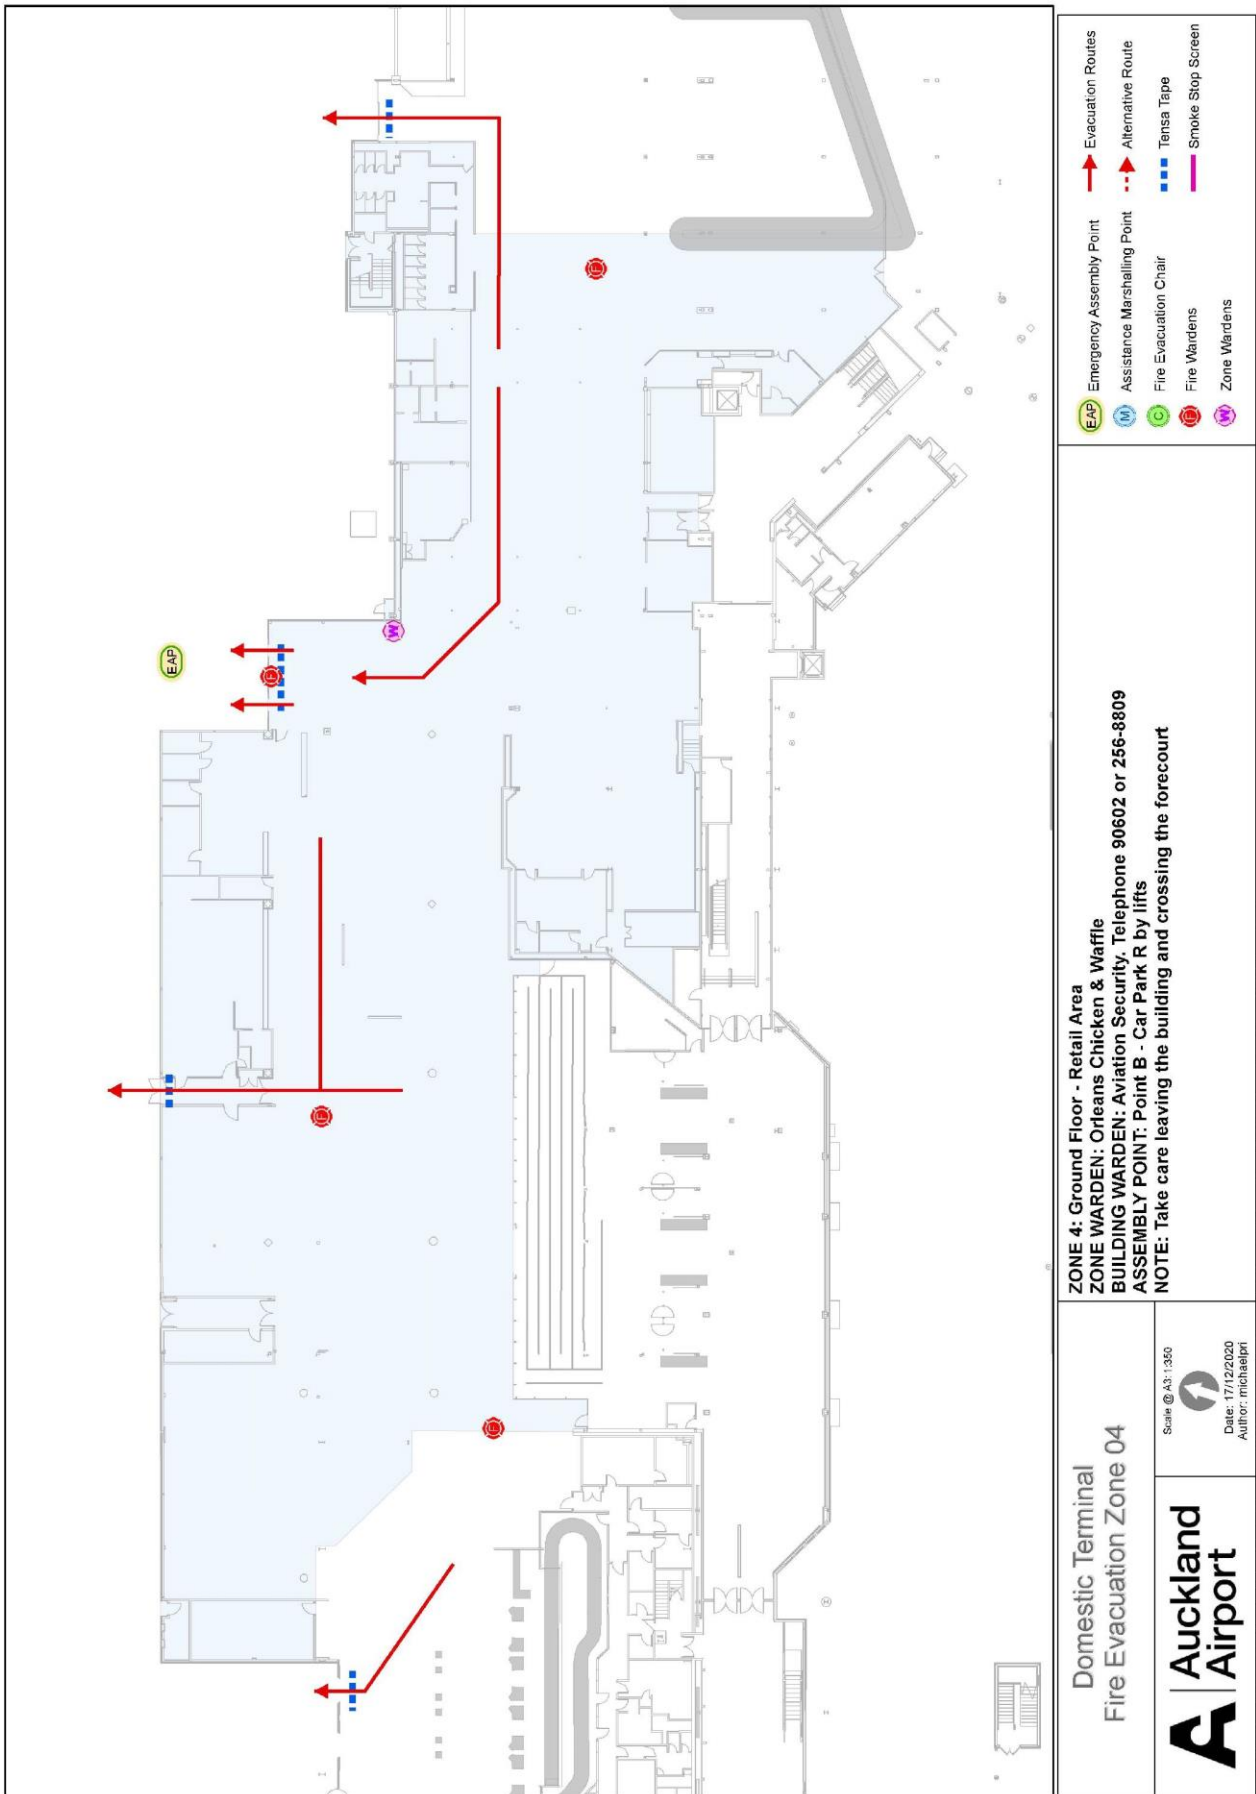 EAP
F
W
F
F
F
ZONE 4: Ground Floor - Retail Area
ZONE WARDEN: Orleans Chicken & Waffle
BUILDING WARDEN: Aviation Security. Telephone 90602 or 256-8809
ASSEMBLY POINT: Point B - Car Park R by lifts
NOTE: Take care leaving the building and crossing the forecourt
EAP Emergency Assembly Point
M Assistance Marshalling Point
C Fire Evacuation Chair
F Fire Wardens
W Zone Wardens
Evacuation Routes
Alternative Route
Tensa Tape
Smoke Stop Screen
Domestic Terminal
Fire Evacuation Zone 04
Scale @ A3: 1:350
Date: 17/12/2020
Author: michaelpri
A Auckland
Airport